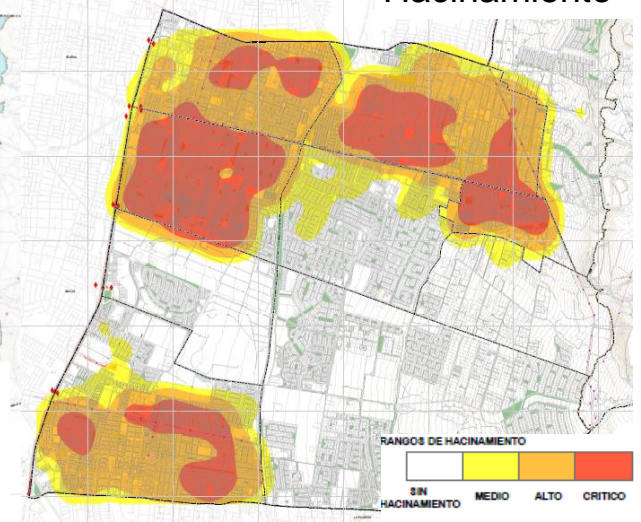 Hacinamiento
RANGOS DE HACINAMIENTO
SIN HACINAMIENTO
MEDIO
ALTO
CRITICO